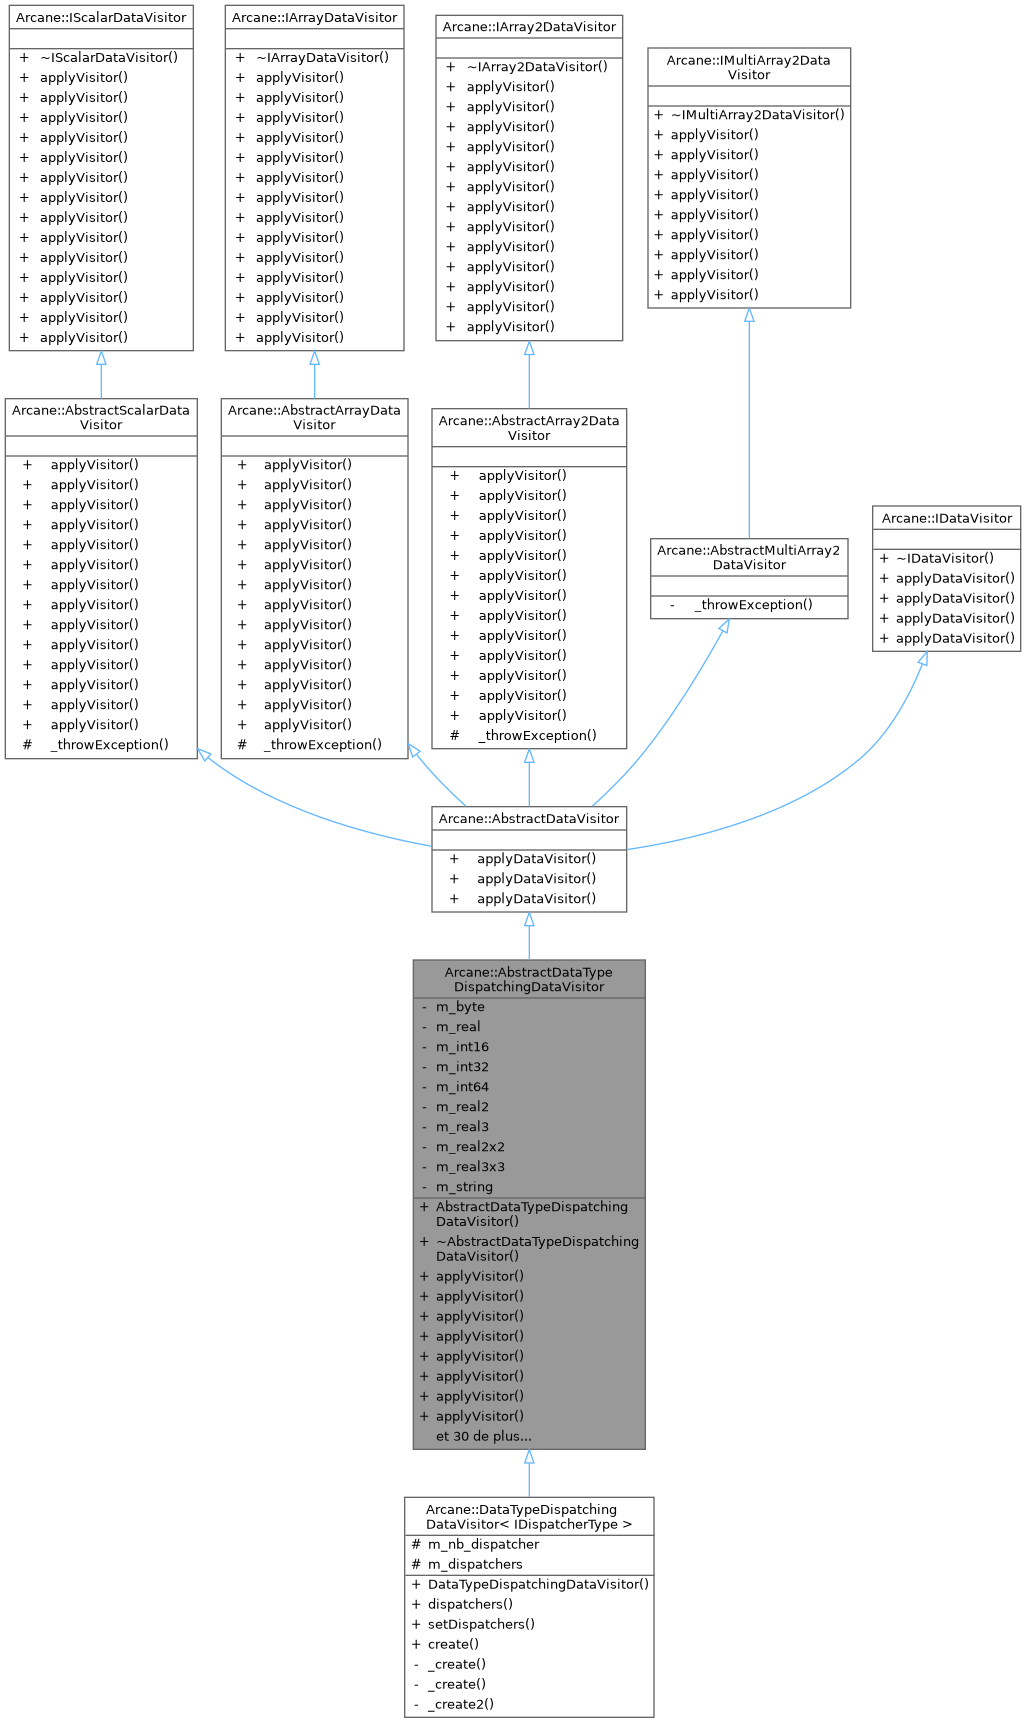 Arcane::IScalarDataVisitor
+ ~IScalarDataVisitor()
+ applyVisitor()
+ applyVisitor()
+ applyVisitor()
+ applyVisitor()
+ applyVisitor()
+ applyVisitor()
+ applyVisitor()
+ applyVisitor()
+ applyVisitor()
+ applyVisitor()
+ applyVisitor()
+ applyVisitor()
+ applyVisitor()
+ applyVisitor()
Arcane::IArrayDataVisitor
+ ~IArrayDataVisitor()
+ applyVisitor()
+ applyVisitor()
+ applyVisitor()
+ applyVisitor()
+ applyVisitor()
+ applyVisitor()
+ applyVisitor()
+ applyVisitor()
+ applyVisitor()
+ applyVisitor()
+ applyVisitor()
+ applyVisitor()
+ applyVisitor()
+ applyVisitor()
Arcane::IArray2DataVisitor
+ ~IArray2DataVisitor()
+ applyVisitor()
+ applyVisitor()
+ applyVisitor()
+ applyVisitor()
+ applyVisitor()
+ applyVisitor()
+ applyVisitor()
+ applyVisitor()
+ applyVisitor()
+ applyVisitor()
+ applyVisitor()
+ applyVisitor()
+ applyVisitor()
Arcane::IMultiArray2Data
Visitor
+ ~IMultiArray2DataVisitor()
+ applyVisitor()
+ applyVisitor()
+ applyVisitor()
+ applyVisitor()
+ applyVisitor()
+ applyVisitor()
+ applyVisitor()
+ applyVisitor()
+ applyVisitor()
Arcane::AbstractScalarData
Visitor
+ applyVisitor()
+ applyVisitor()
+ applyVisitor()
+ applyVisitor()
+ applyVisitor()
+ applyVisitor()
+ applyVisitor()
+ applyVisitor()
+ applyVisitor()
+ applyVisitor()
+ applyVisitor()
+ applyVisitor()
+ applyVisitor()
+ applyVisitor()
# _throwException()
Arcane::AbstractArrayData
Visitor
+ applyVisitor()
+ applyVisitor()
+ applyVisitor()
+ applyVisitor()
+ applyVisitor()
+ applyVisitor()
+ applyVisitor()
+ applyVisitor()
+ applyVisitor()
+ applyVisitor()
+ applyVisitor()
+ applyVisitor()
+ applyVisitor()
+ applyVisitor()
# _throwException()
Arcane::AbstractArray2Data
Visitor
+ applyVisitor()
+ applyVisitor()
+ applyVisitor()
+ applyVisitor()
+ applyVisitor()
+ applyVisitor()
+ applyVisitor()
+ applyVisitor()
+ applyVisitor()
+ applyVisitor()
+ applyVisitor()
+ applyVisitor()
+ applyVisitor()
# _throwException()
Arcane::AbstractMultiArray2
DataVisitor
- _throwException()
Arcane::IDataVisitor
+ ~IDataVisitor()
+ applyDataVisitor()
+ applyDataVisitor()
+ applyDataVisitor()
+ applyDataVisitor()
Arcane::AbstractDataVisitor
+ applyDataVisitor()
+ applyDataVisitor()
+ applyDataVisitor()
Arcane::AbstractDataType
DispatchingDataVisitor
- m_byte
- m_real
- m_int16
- m_int32
- m_int64
- m_real2
- m_real3
- m_real2x2
- m_real3x3
- m_string
+ AbstractDataTypeDispatching
DataVisitor()
+ ~AbstractDataTypeDispatching
DataVisitor()
+ applyVisitor()
+ applyVisitor()
+ applyVisitor()
+ applyVisitor()
+ applyVisitor()
+ applyVisitor()
+ applyVisitor()
+ applyVisitor()
et 30 de plus...
Arcane::DataTypeDispatching
DataVisitor< IDispatcherType >
# m_nb_dispatcher
# m_dispatchers
+ DataTypeDispatchingDataVisitor()
+ dispatchers()
+ setDispatchers()
+ create()
- _create()
- _create()
- _create2()